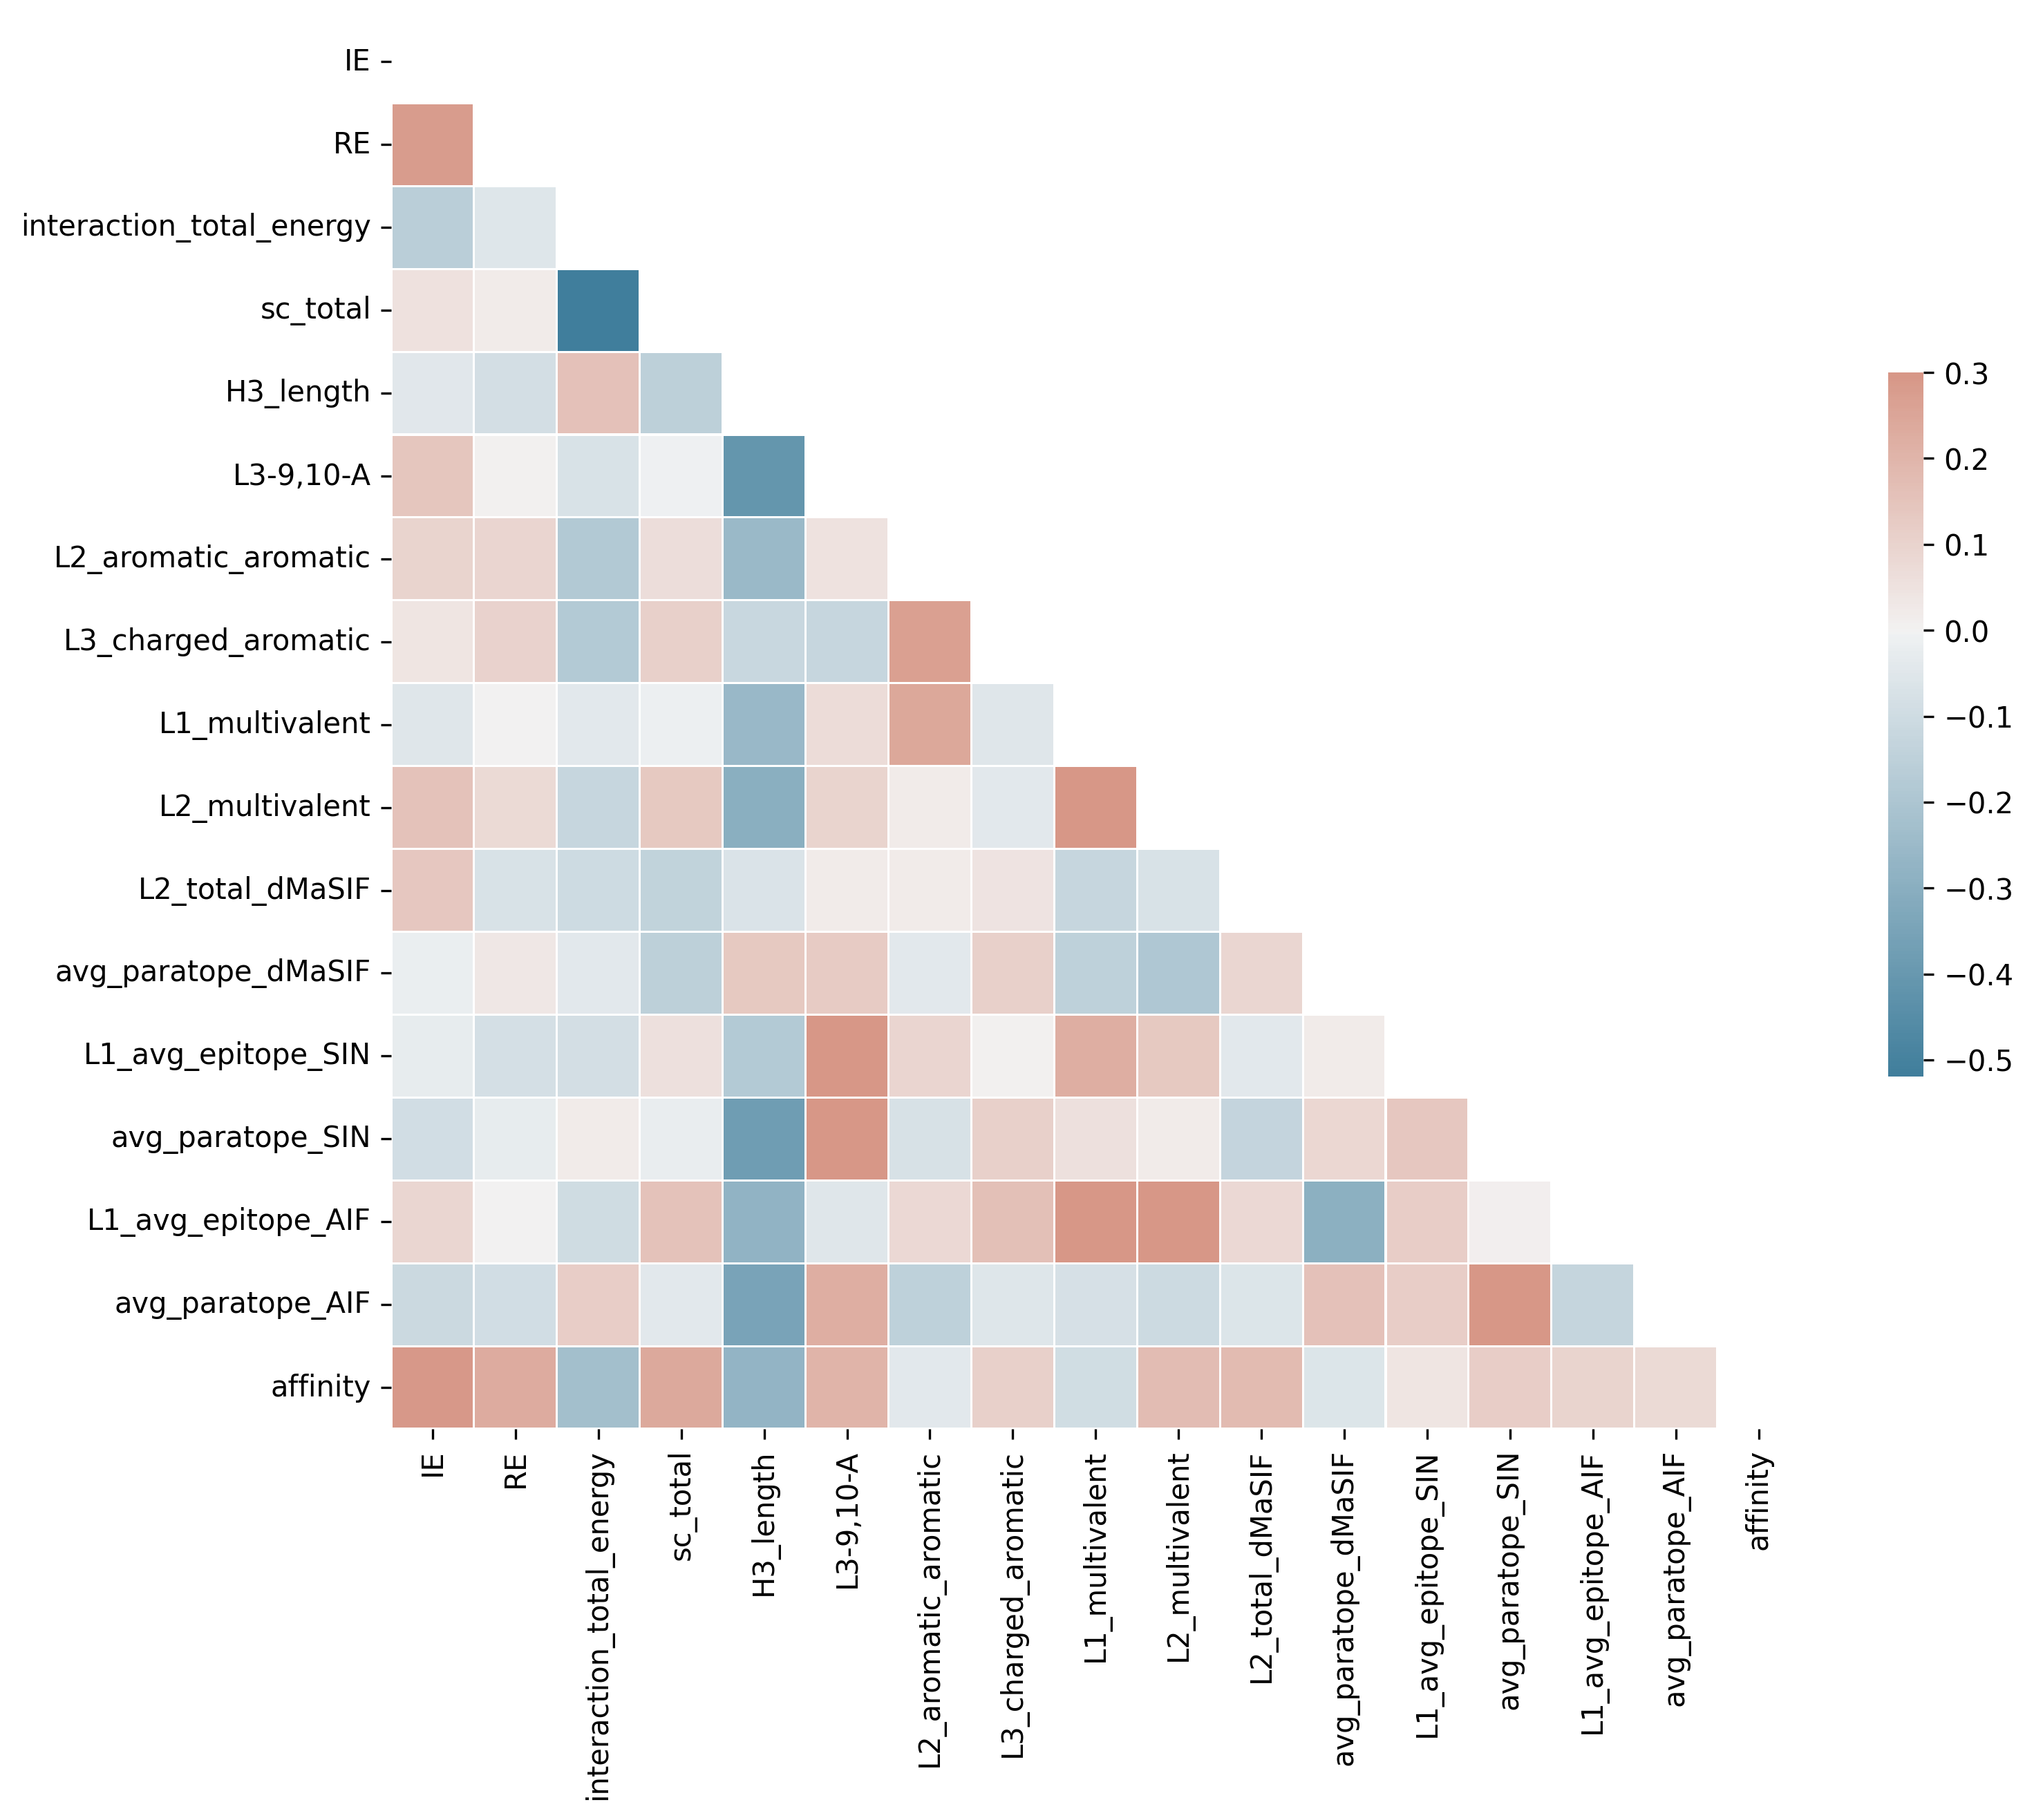 IE
RE
interaction_total_energy
sc_total
H3_length
L3-9,10-A
L2_aromatic_aromatic
L3_charged_aromatic
L1_multivalent
L2_multivalent
L2_total_dMaSIF
avg_paratope_dMaSIF
L1_avg_epitope_SIN
avg_paratope_SIN
L1_avg_epitope_AIF
avg_paratope_AIF
affinity
IE
RE
interaction_total_energy
sc_total
H3_length
L3-9,10-A
L2_aromatic_aromatic
L3_charged_aromatic
L1_multivalent
L2_multivalent
L2_total_dMaSIF
avg_paratope_dMaSIF
L1_avg_epitope_SIN
avg_paratope_SIN
L1_avg_epitope_AIF
avg_paratope_AIF
affinity
0.3
0.2
0.1
0.0
−0.1
−0.2
−0.3
−0.4
−0.5